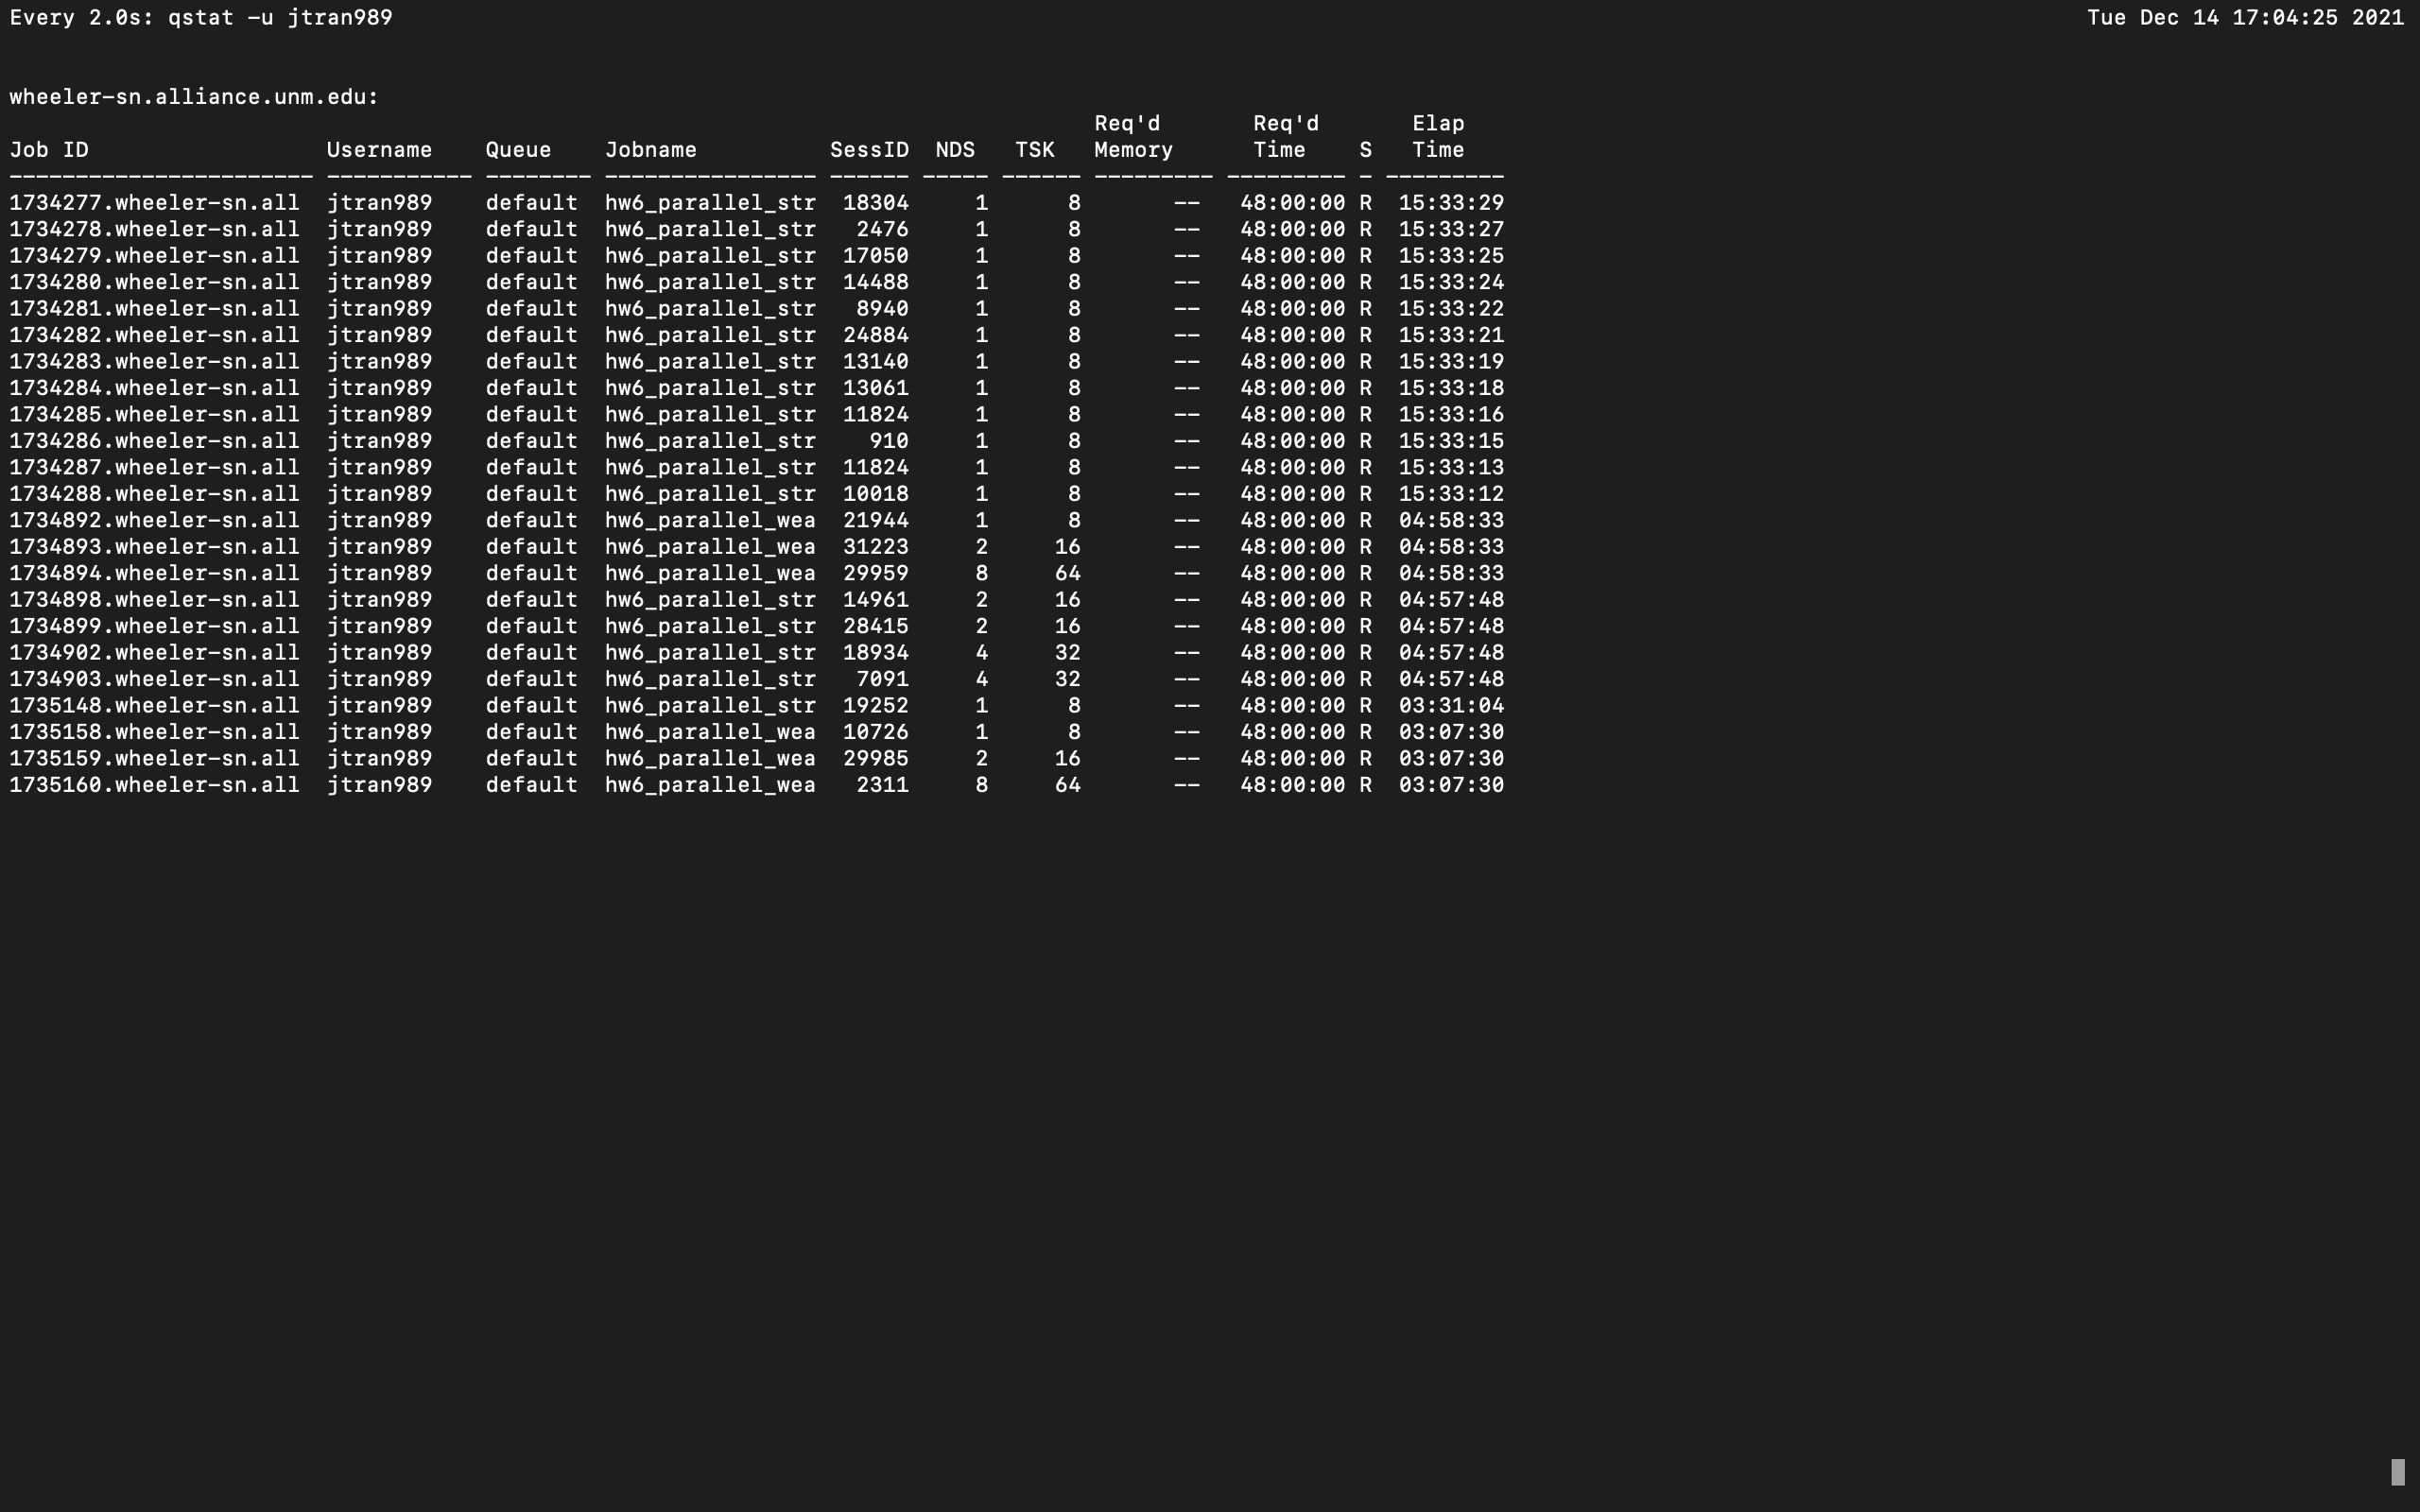 Every 2.0s: qstat -u jtran989 Tue Dec 14 17:04:25 2021
wheeler-sn.alliance.unm.edu:
Req'd Req'd Elap
Job ID Username Queue Jobname SessID NDS TSK Memory Time S Time
----------------------- ----------- -------- ---------------- ------ ----- ------ --------- --------- - ---------
1734277.wheeler-sn.all jtran989 default hw6_parallel_str 18304 1 8 -- 48:00:00 R 15:33:29
1734278.wheeler-sn.all jtran989 default hw6_parallel_str 2476 1 8 -- 48:00:00 R 15:33:27
1734279.wheeler-sn.all jtran989 default hw6_parallel_str 17050 1 8 -- 48:00:00 R 15:33:25
1734280.wheeler-sn.all jtran989 default hw6_parallel_str 14488 1 8 -- 48:00:00 R 15:33:24
1734281.wheeler-sn.all jtran989 default hw6_parallel_str 8940 1 8 -- 48:00:00 R 15:33:22
1734282.wheeler-sn.all jtran989 default hw6_parallel_str 24884 1 8 -- 48:00:00 R 15:33:21
1734283.wheeler-sn.all jtran989 default hw6_parallel_str 13140 1 8 -- 48:00:00 R 15:33:19
1734284.wheeler-sn.all jtran989 default hw6_parallel_str 13061 1 8 -- 48:00:00 R 15:33:18
1734285.wheeler-sn.all jtran989 default hw6_parallel_str 11824 1 8 -- 48:00:00 R 15:33:16
1734286.wheeler-sn.all jtran989 default hw6_parallel_str 910 1 8 -- 48:00:00 R 15:33:15
1734287.wheeler-sn.all jtran989 default hw6_parallel_str 11824 1 8 -- 48:00:00 R 15:33:13
1734288.wheeler-sn.all jtran989 default hw6_parallel_str 10018 1 8 -- 48:00:00 R 15:33:12
1734892.wheeler-sn.all jtran989 default hw6_parallel_wea 21944 1 8 -- 48:00:00 R 04:58:33
1734893.wheeler-sn.all jtran989 default hw6_parallel_wea 31223 2 16 -- 48:00:00 R 04:58:33
1734894.wheeler-sn.all jtran989 default hw6_parallel_wea 29959 8 64 -- 48:00:00 R 04:58:33
1734898.wheeler-sn.all jtran989 default hw6_parallel_str 14961 2 16 -- 48:00:00 R 04:57:48
1734899.wheeler-sn.all jtran989 default hw6_parallel_str 28415 2 16 -- 48:00:00 R 04:57:48
1734902.wheeler-sn.all jtran989 default hw6_parallel_str 18934 4 32 -- 48:00:00 R 04:57:48
1734903.wheeler-sn.all jtran989 default hw6_parallel_str 7091 4 32 -- 48:00:00 R 04:57:48
1735148.wheeler-sn.all jtran989 default hw6_parallel_str 19252 1 8 -- 48:00:00 R 03:31:04
1735158.wheeler-sn.all jtran989 default hw6_parallel_wea 10726 1 8 -- 48:00:00 R 03:07:30
1735159.wheeler-sn.all jtran989 default hw6_parallel_wea 29985 2 16 -- 48:00:00 R 03:07:30
1735160.wheeler-sn.all jtran989 default hw6_parallel_wea 2311 8 64 -- 48:00:00 R 03:07:30